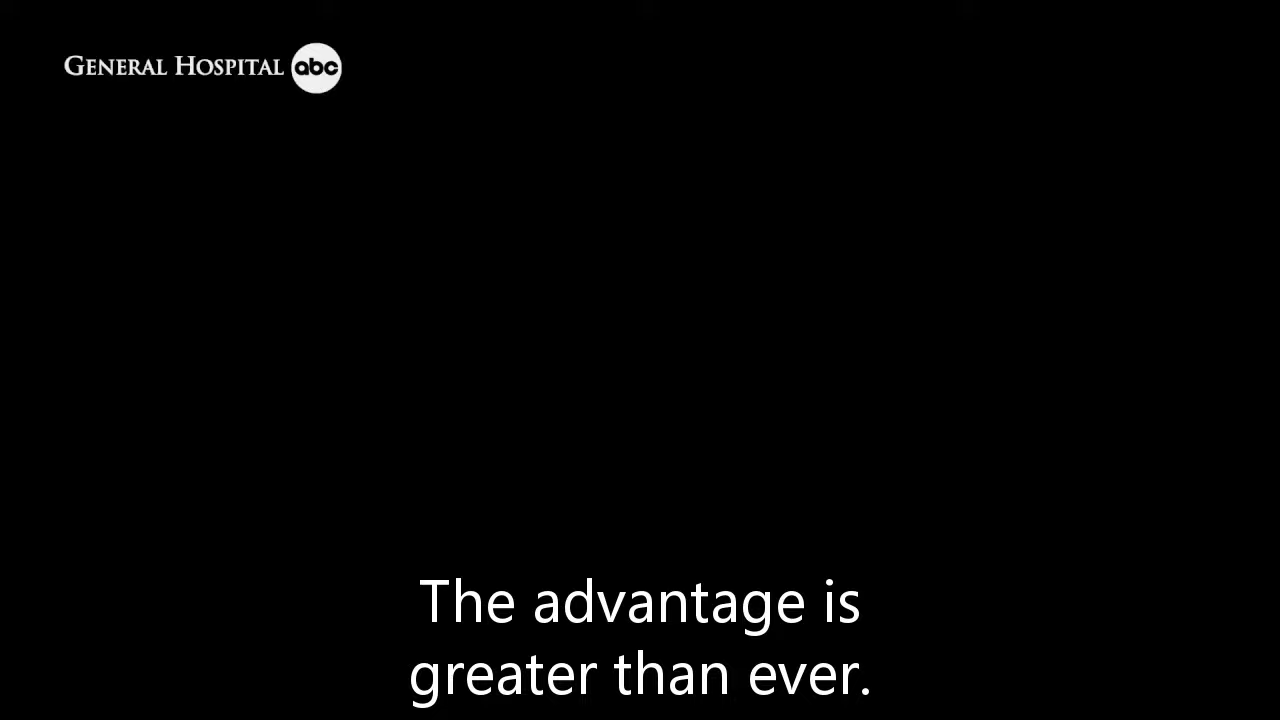 GENERAL HOSPITAL abc
The advantage is
greater than ever.